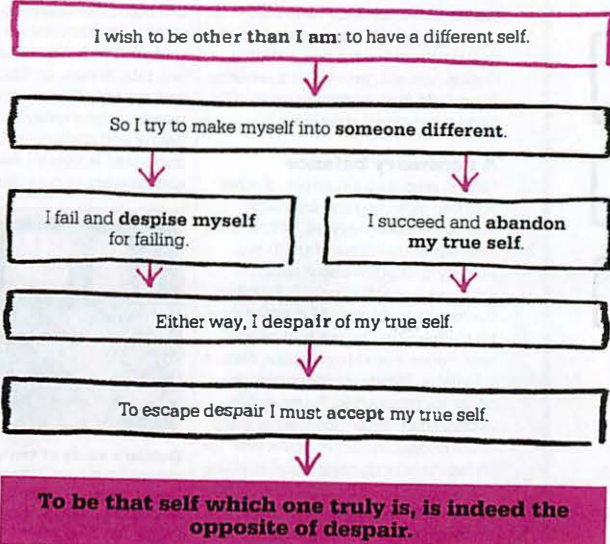 I wish to be other than I am: to have a different self.
So I try to make myself into someone different.
I fail and despise myself
for failing.
I succeed and abandon
my true self.
Either way, I despair of my true self.
To escape despair I must accept my true self.
To be that self which one truly is, is indeed the
opposite of despair.